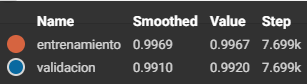 Name Smoothed Value Step
entrenamiento 0.9969 0.9967 7.699k
validacion 0.9910 0.9920 7.699k